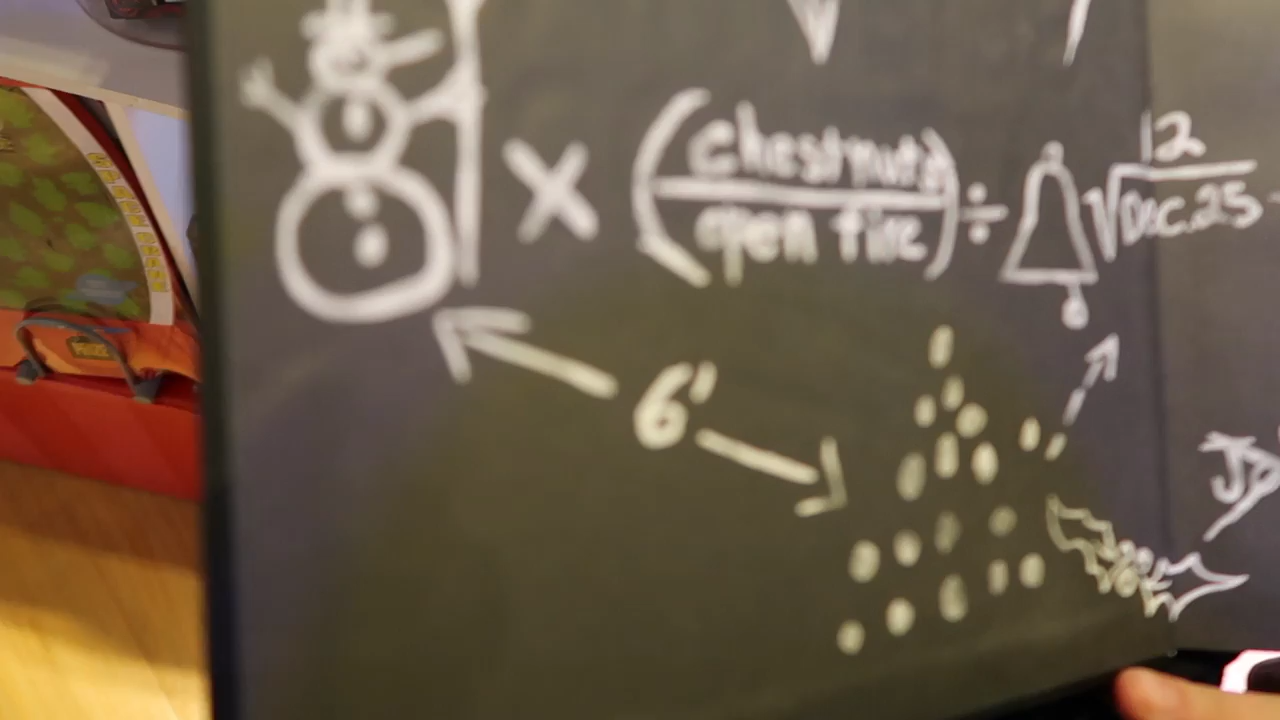 12
chestnuts
× ( ) ÷ √Dec.25
open fire
6'